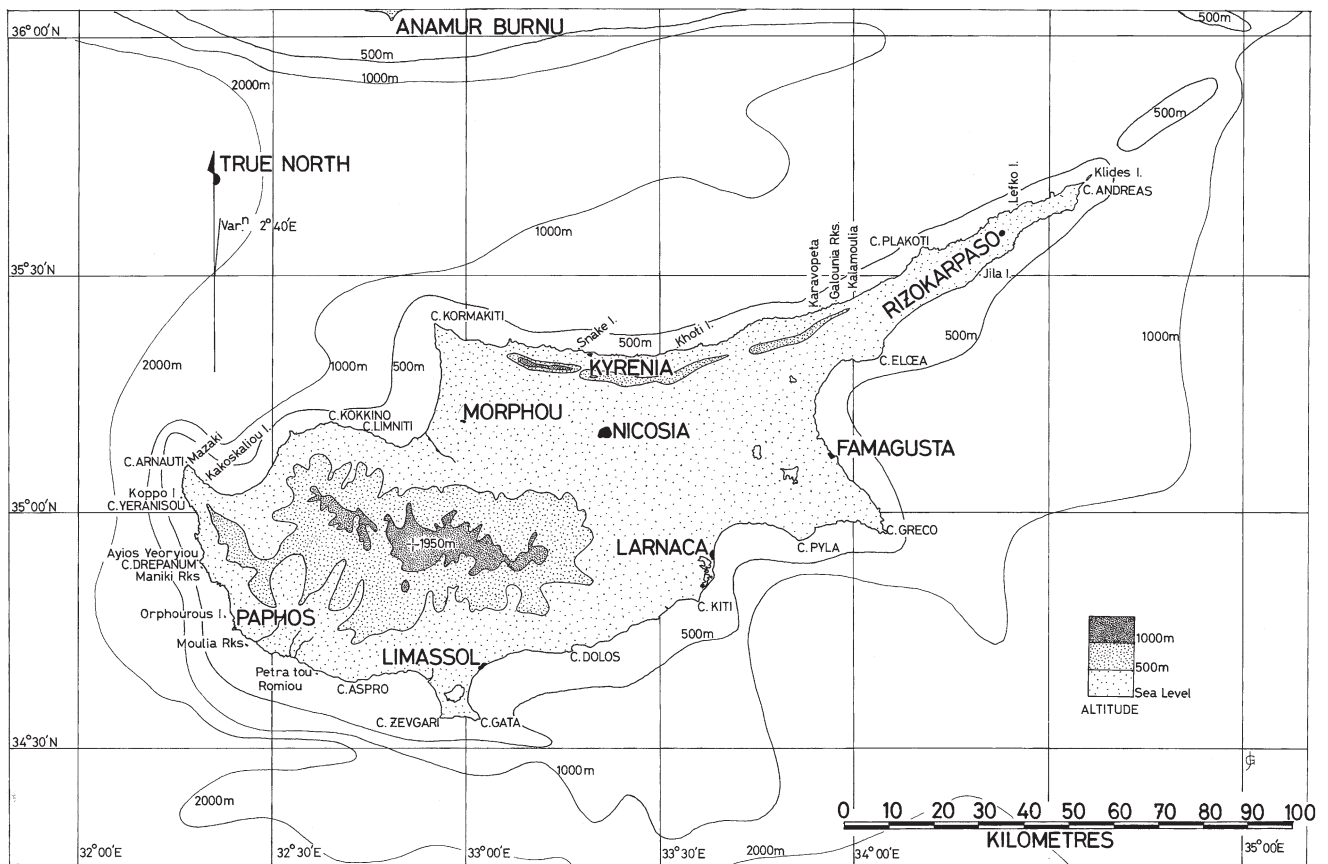 ANAMUR BURNU
500m
36° 00′N
500m
1000m
2000m
500m
TRUE NORTH
Varⁿ 2° 40′E
Klides I.
C. ANDREAS
Lefko I.
1000m
C. PLAKOTI
RIZOKARPASO
Jila I.
Karavopeta
Galounia Rks.
Kalamoulia
35° 30′N
C. KORMAKITI
Snake I.
500m
Khoti I.
500m
1000m
2000m
1000m
500m
KYRENIA
C. ELŒA
MORPHOU
C. KOKKINO
C. LIMNITI
NICOSIA
Mazaki
Kakoskaliou I.
C. ARNAUTI
FAMAGUSTA
Koppo I
C. YERANISOU
35° 00′N
C. GRECO
1950m
LARNACA
C. PYLA
Ayios Yeoryiou
C. DREPANUM
Maniki Rks
C. KITI
Orphourous I.
PAPHOS
500m
Moulia Rks
LIMASSOL
C. DOLOS
Petra tou
Romiou
C. ASPRO
C. ZEVGARI
C. GATA
1000m
500m
Sea Level
ALTITUDE
34° 30′N
1000m
2000m
0 10 20 30 40 50 60 70 80 90 100
KILOMETRES
2000m
32° 00′E
32° 30′E
33° 00′E
33° 30′E
34° 00′E
35° 00′E